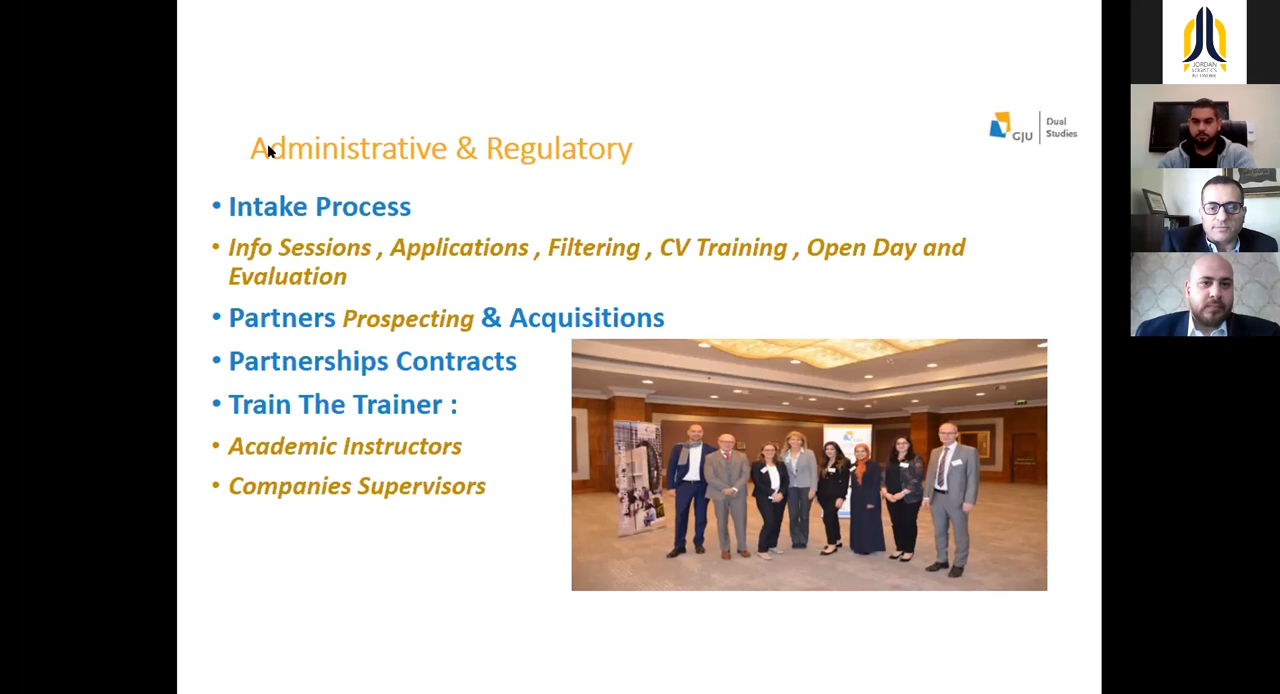 Administrative & Regulatory
GJU
Dual
Studies
• Intake Process
• Info Sessions , Applications , Filtering , CV Training , Open Day and
Evaluation
• Partners Prospecting & Acquisitions
• Partnerships Contracts
• Train The Trainer :
• Academic Instructors
• Companies Supervisors
JORDAN
LOGISTICS